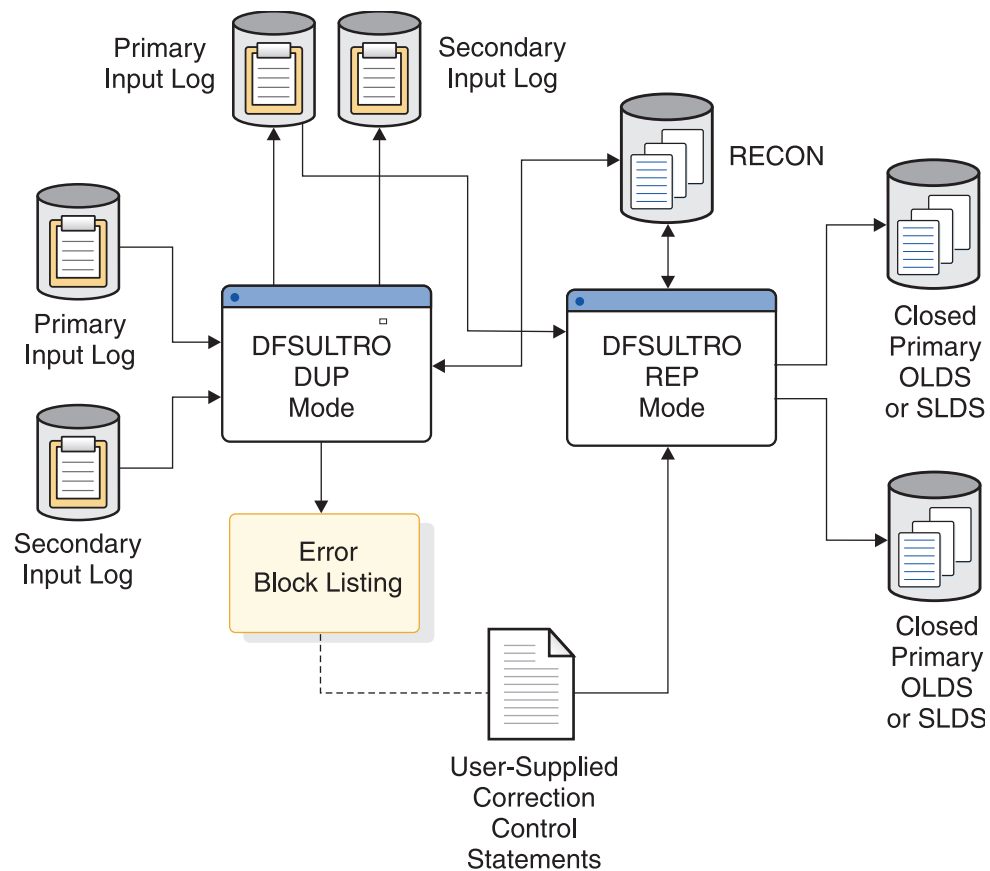 Primary
Input Log
Secondary
Input Log
RECON
Primary
Input Log
DFSULTRO
DUP
Mode
DFSULTRO
REP
Mode
Closed
Primary
OLDS
or SLDS
Secondary
Input Log
Error
Block Listing
Closed
Primary
OLDS
or SLDS
User-Supplied
Correction
Control
Statements